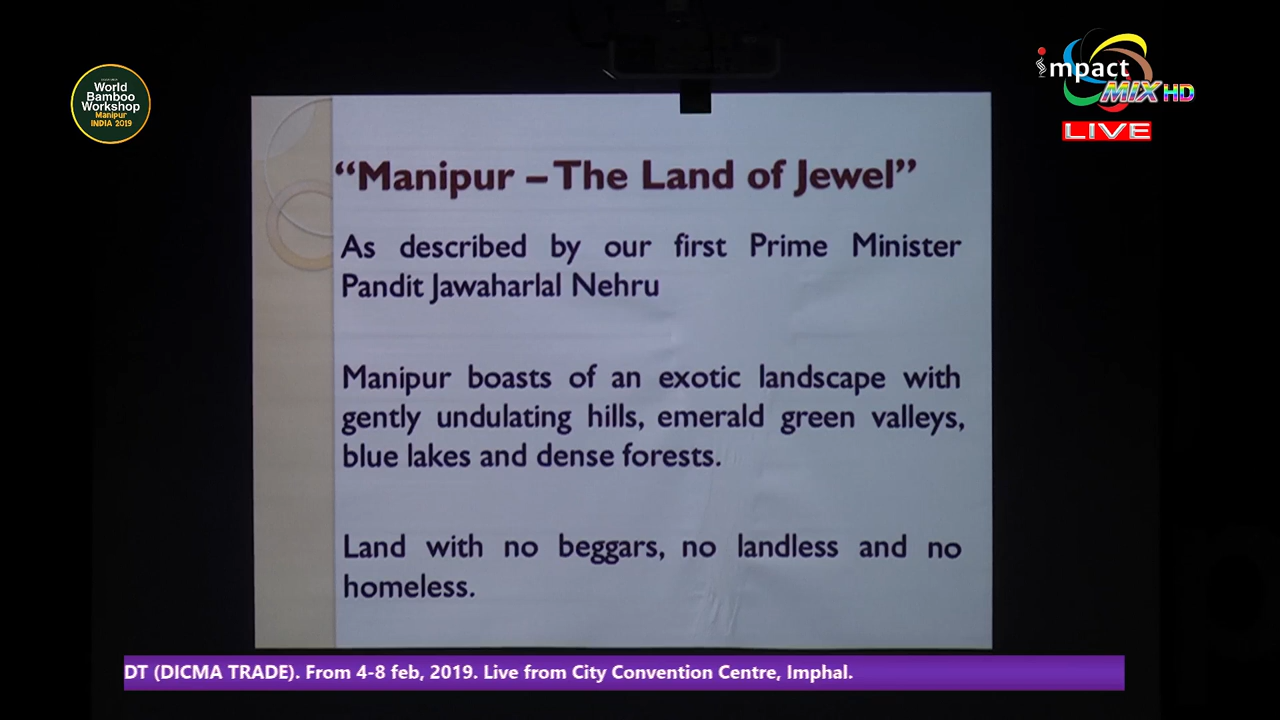 World
Bamboo
Workshop
Manipur
INDIA 2019
impact
MIX HD
LIVE
“Manipur – The Land of Jewel”
As described by our first Prime Minister
Pandit Jawaharlal Nehru
Manipur boasts of an exotic landscape with
gently undulating hills, emerald green valleys,
blue lakes and dense forests.
Land with no beggars, no landless and no
homeless.
DT (DICMA TRADE). From 4-8 feb, 2019. Live from City Convention Centre, Imphal.